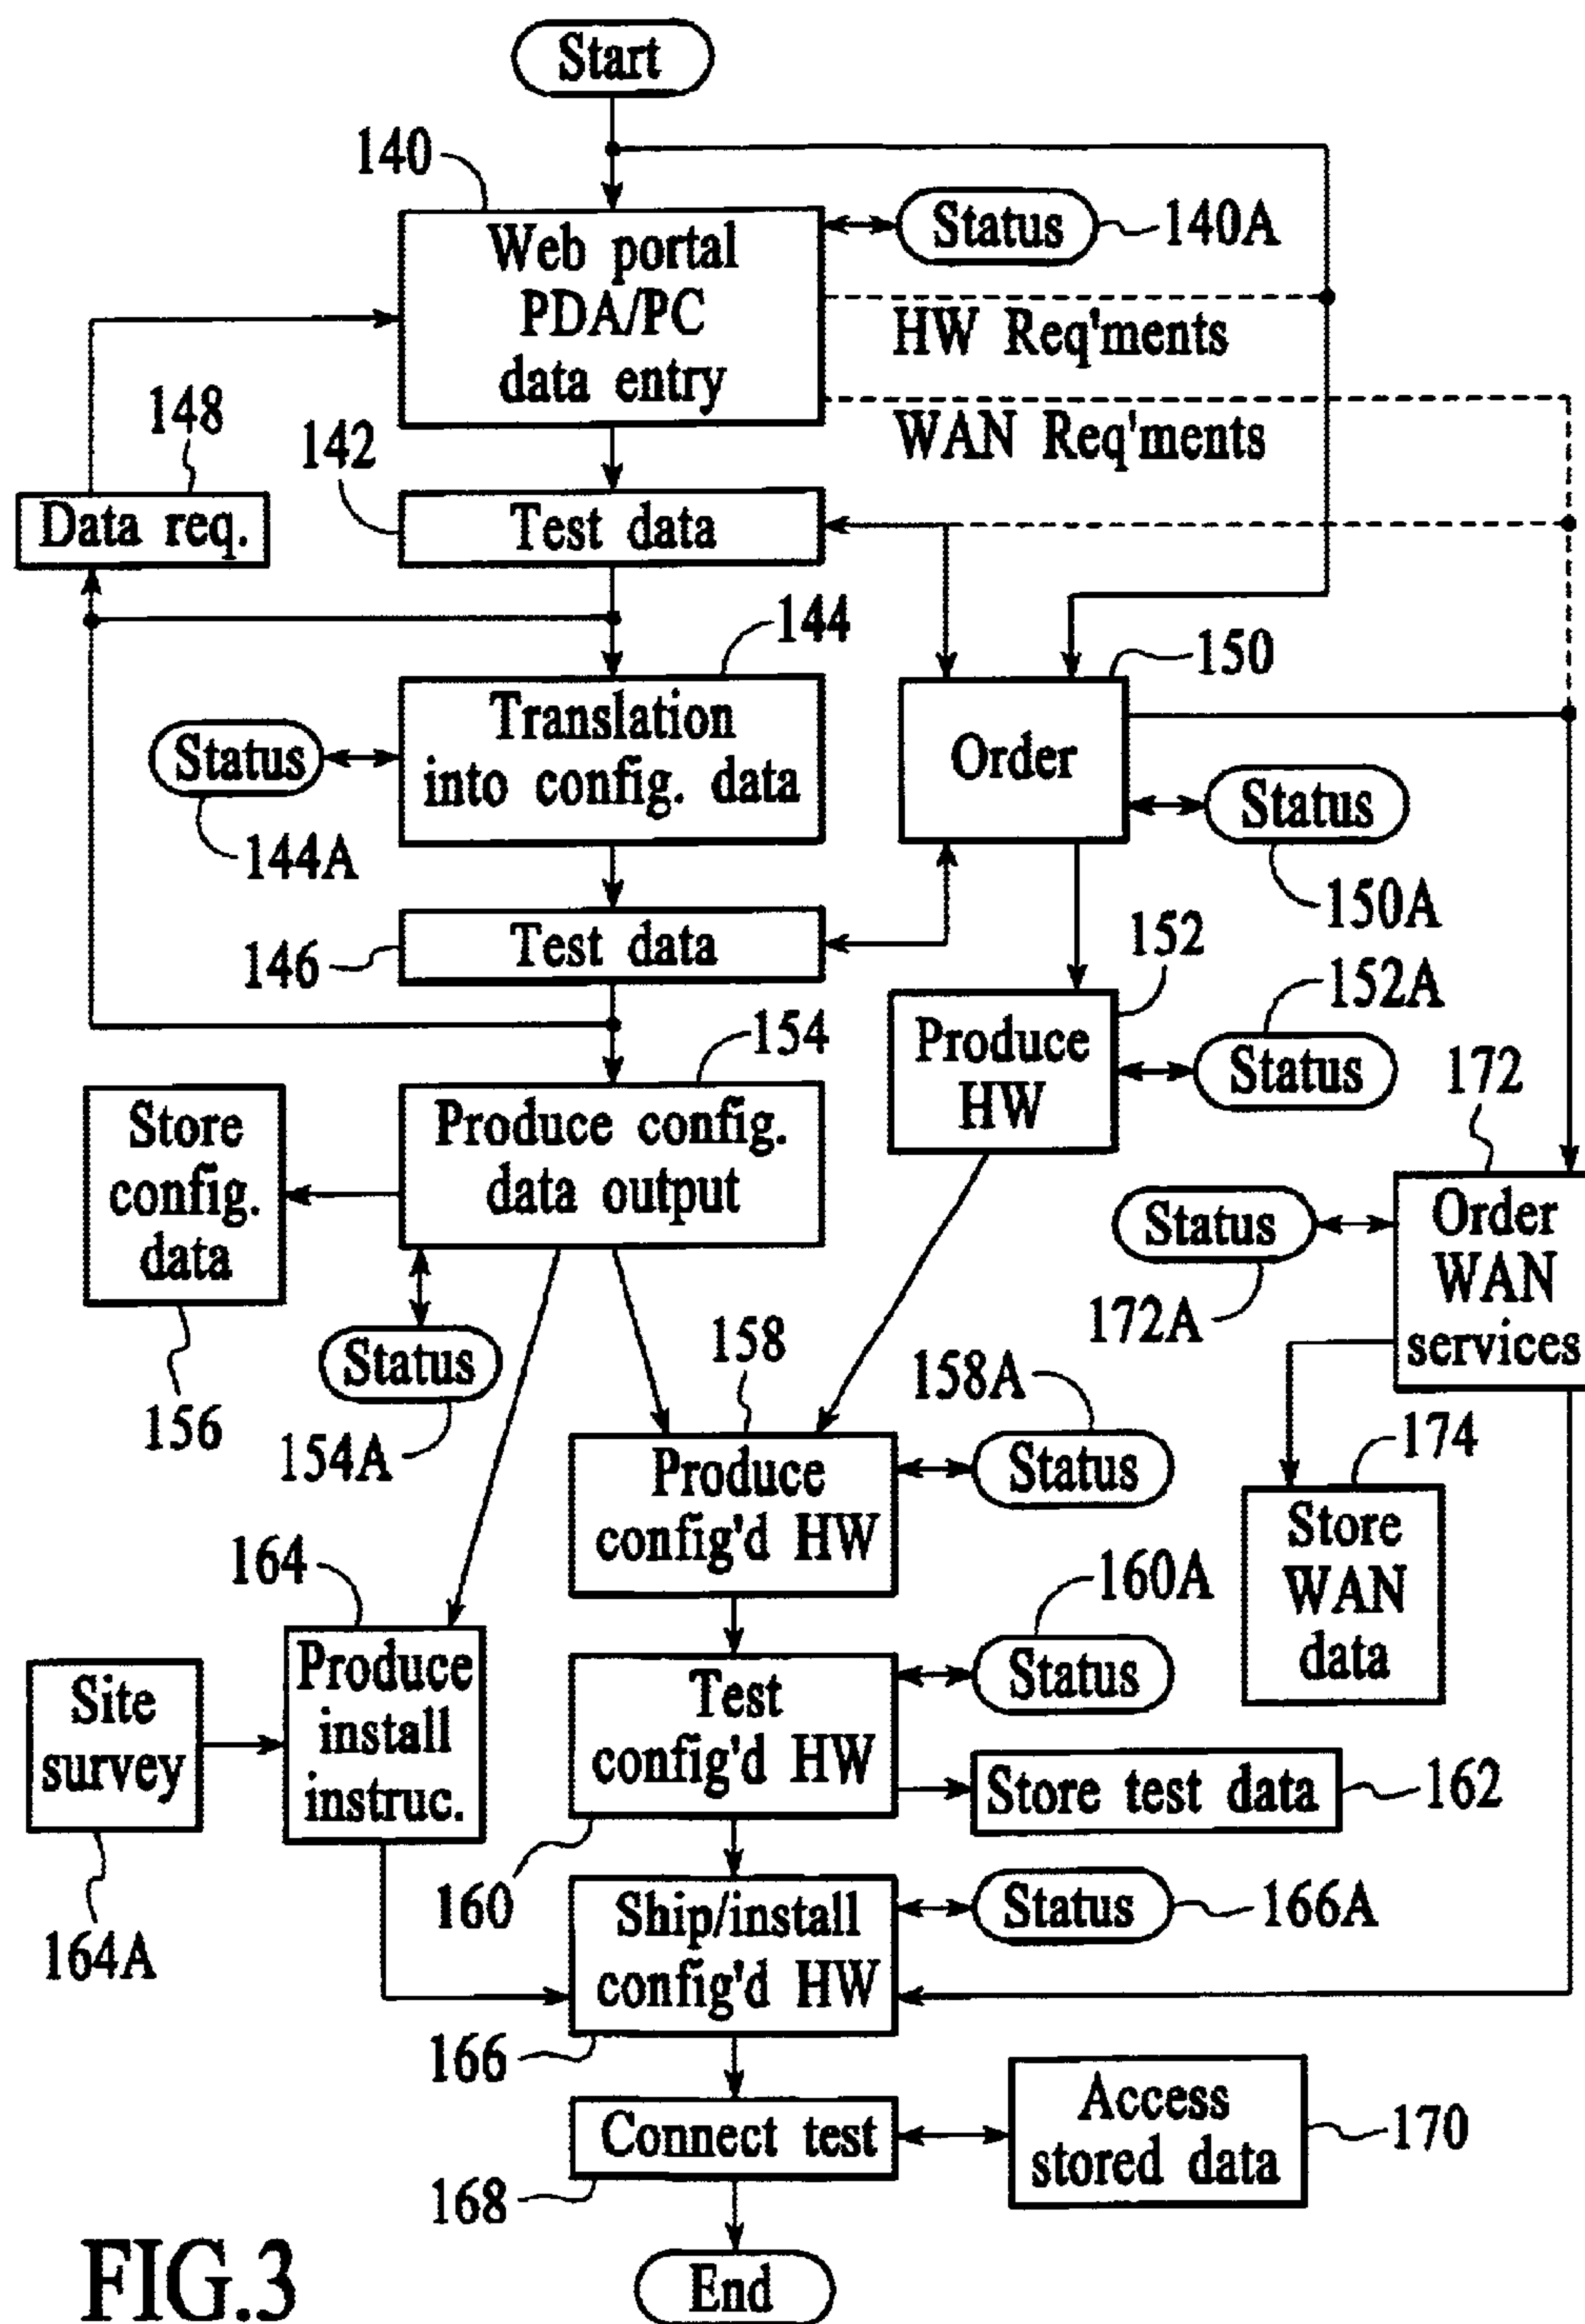 Start
140
Status
140A
Web portal
PDA/PC
data entry
HW Req'ments
WAN Req'ments
148
142
Data req.
Test data
144
150
Translation
into config. data
Status
144A
Order
Status
150A
146
Test data
152
152A
Produce
HW
Status
154
172
Store
config.
data
Produce config.
data output
Status
172A
Order
WAN
services
156
Status
154A
158
158A
174
Produce
config'd HW
Status
Store
WAN
data
164
160A
Site
survey
Produce
install
instruc.
Test
config'd HW
Status
Store test data
162
164A
160
Ship/install
config'd HW
Status
166A
166
Connect test
Access
stored data
170
168
End
FIG.3